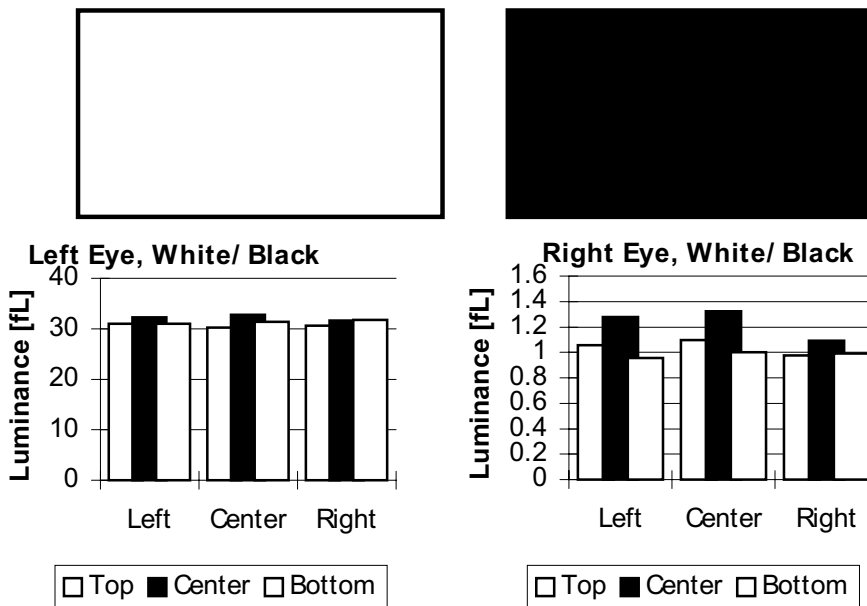 Left Eye, White/ Black
Luminance [fL]
40
30
20
10
0
Left Center Right
Top Center Bottom
Right Eye, White/ Black
Luminance [fL]
1.6
1.4
1.2
1
0.8
0.6
0.4
0.2
0
Left Center Right
Top Center Bottom